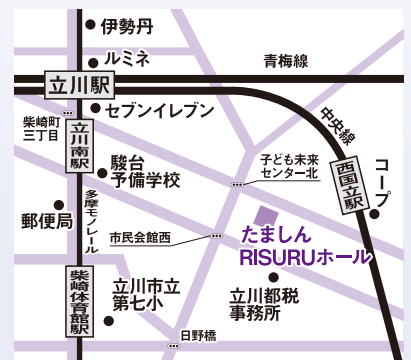 伊勢丹
ルミネ
青梅線
立川駅
セブンイレブン
柴崎町
三丁目
中央線
立川南駅
駿台
予備学校
子ども未来
センター北
西国立駅
コープ
多摩モノレール
郵便局
市民会館西
たましん
RISURUホール
柴崎体育館駅
立川市立
第七小
立川都税
事務所
日野橋